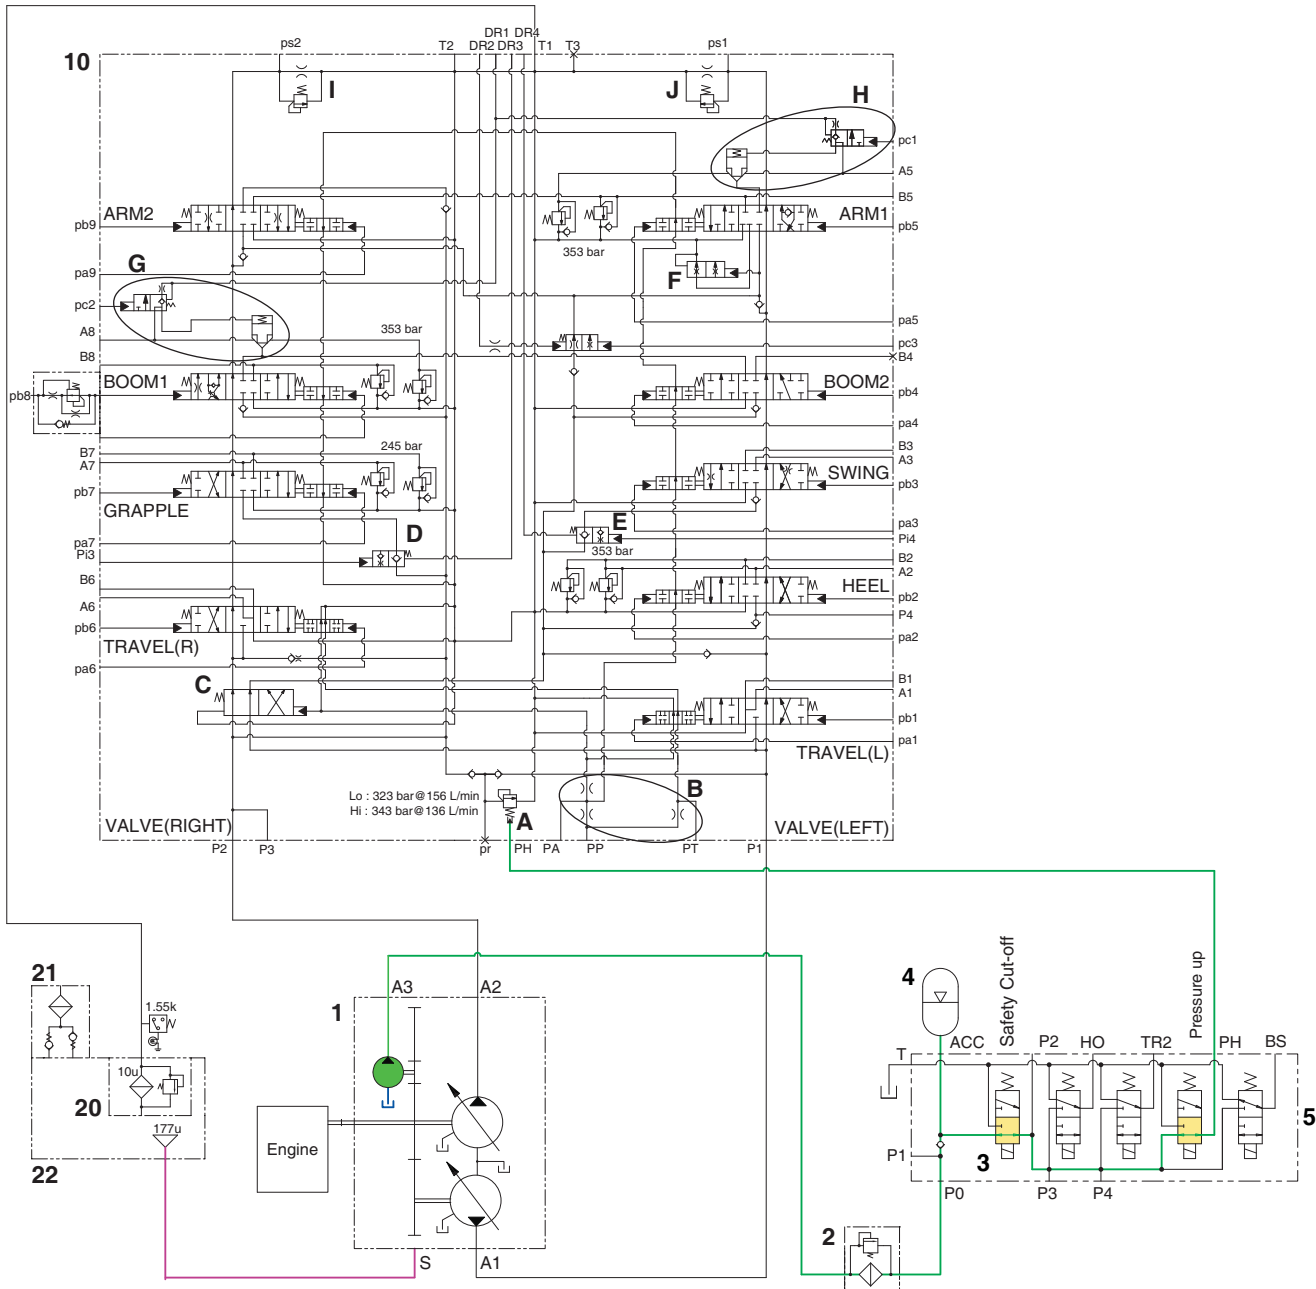 ps2
T2
DR1
DR2
DR3
DR4
T1
T3
ps1
10
I
J
H
pc1
A5
B5
ARM2
pb9
ARM1
pb5
353 bar
pa9
G
F
pc2
A8
353 bar
pa5
pc3
B8
B4
BOOM1
BOOM2
pb8
pb4
pa4
B7
A7
245 bar
B3
A3
SWING
pb7
pb3
GRAPPLE
pa7
Pi3
D
E
353 bar
pa3
Pi4
B6
B2
A2
HEEL
A6
pb2
pb6
P4
TRAVEL(R)
pa2
pa6
C
B1
A1
pb1
pa1
TRAVEL(L)
Lo : 323 bar@156 L/min
Hi : 343 bar@136 L/min
A
B
VALVE(RIGHT)
VALVE(LEFT)
P2
P3
pr
PH
PA
PP
PT
P1
21
1.55k
10u
20
177u
22
1
A3
A2
Engine
S
A1
4
Safety Cut-off
Pressure up
T
ACC
P2
HO
TR2
PH
BS
5
P1
3
P0
P3
P4
2